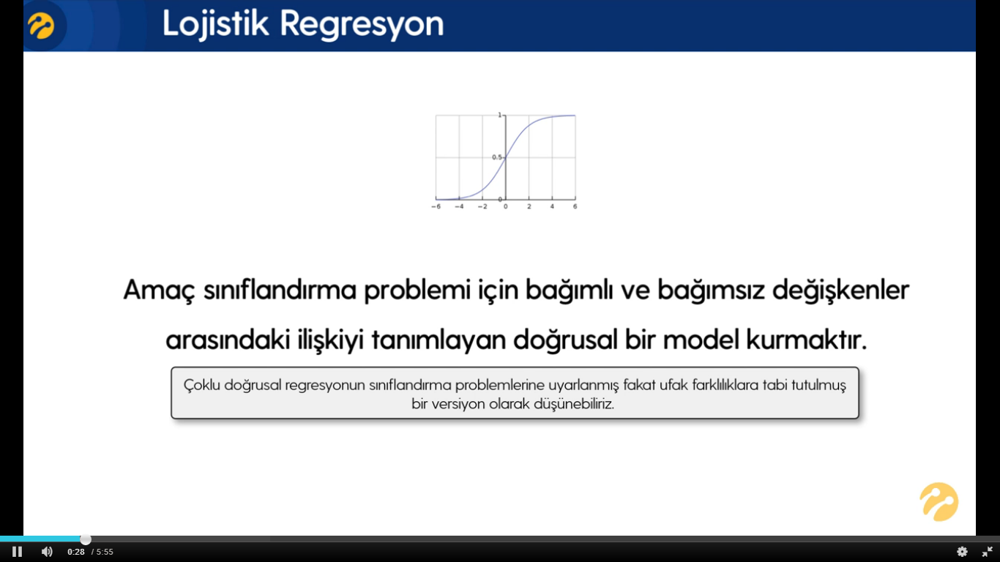 Lojistik Regresyon
1
0.5
0
−6 −4 −2 0 2 4 6
Amaç sınıflandırma problemi için bağımlı ve bağımsız değişkenler
arasındaki ilişkiyi tanımlayan doğrusal bir model kurmaktır.
Çoklu doğrusal regresyonun sınıflandırma problemlerine uyarlanmış fakat ufak farklılıklara tabi tutulmuş
bir versiyon olarak düşünebiliriz.
0:28 / 5:55